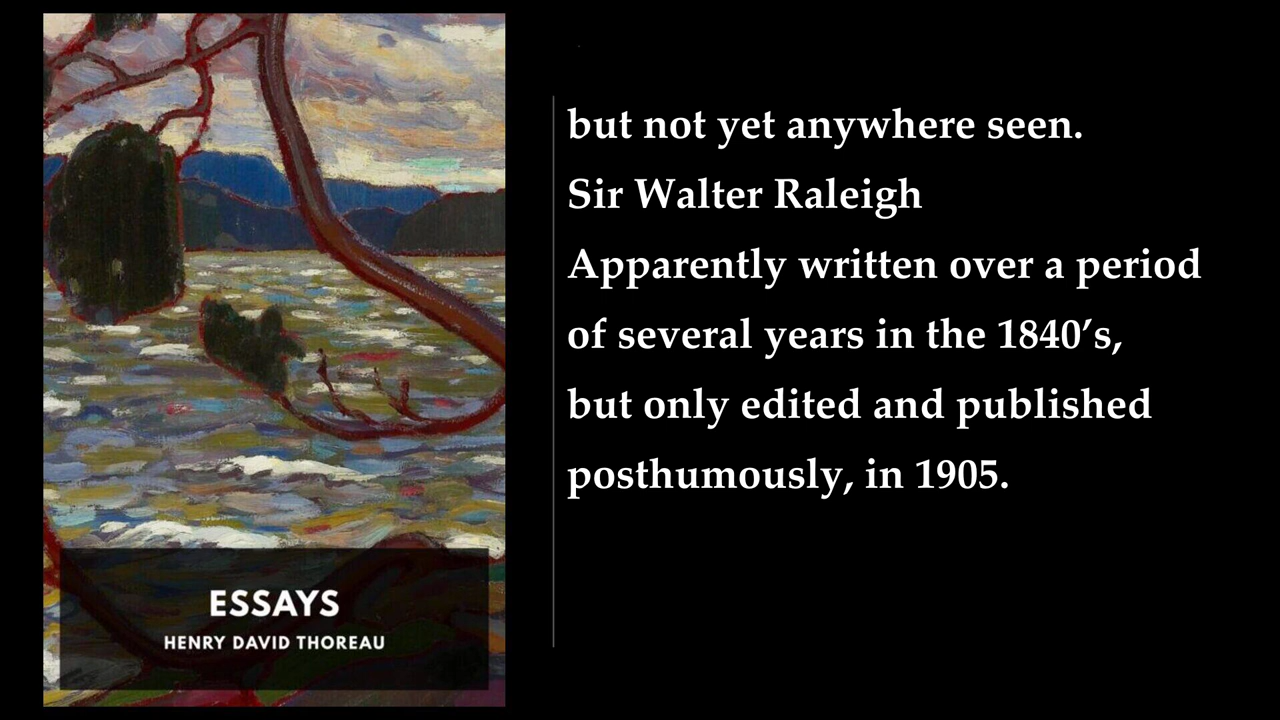 ESSAYS
HENRY DAVID THOREAU
but not yet anywhere seen.
Sir Walter Raleigh
Apparently written over a period
of several years in the 1840’s,
but only edited and published
posthumously, in 1905.